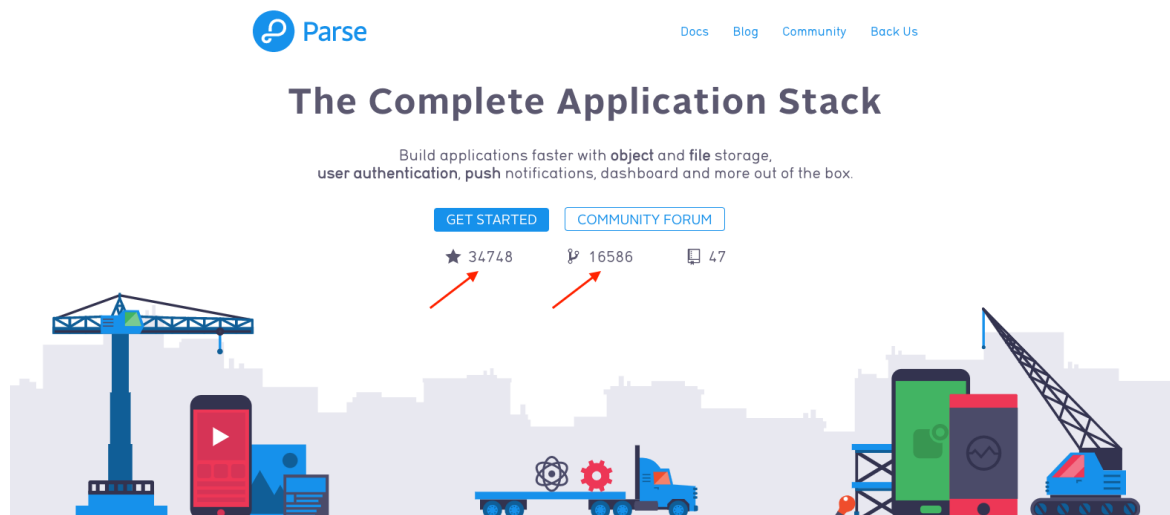 Parse
Docs Blog Community Back Us
The Complete Application Stack
Build applications faster with object and file storage,
user authentication, push notifications, dashboard and more out of the box.
GET STARTED COMMUNITY FORUM
34748 16586 47